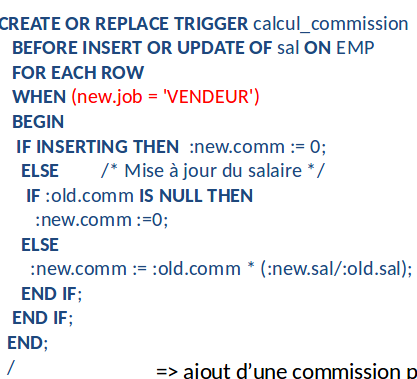 CREATE OR REPLACE TRIGGER calcul_commission
BEFORE INSERT OR UPDATE OF sal ON EMP
FOR EACH ROW
WHEN (new.job = 'VENDEUR')
BEGIN
IF INSERTING THEN :new.comm := 0;
ELSE /* Mise à jour du salaire */
IF :old.comm IS NULL THEN
:new.comm :=0;
ELSE
:new.comm := :old.comm * (:new.sal/:old.sal);
END IF;
END IF;
END;
/
=> ajout d’une commission